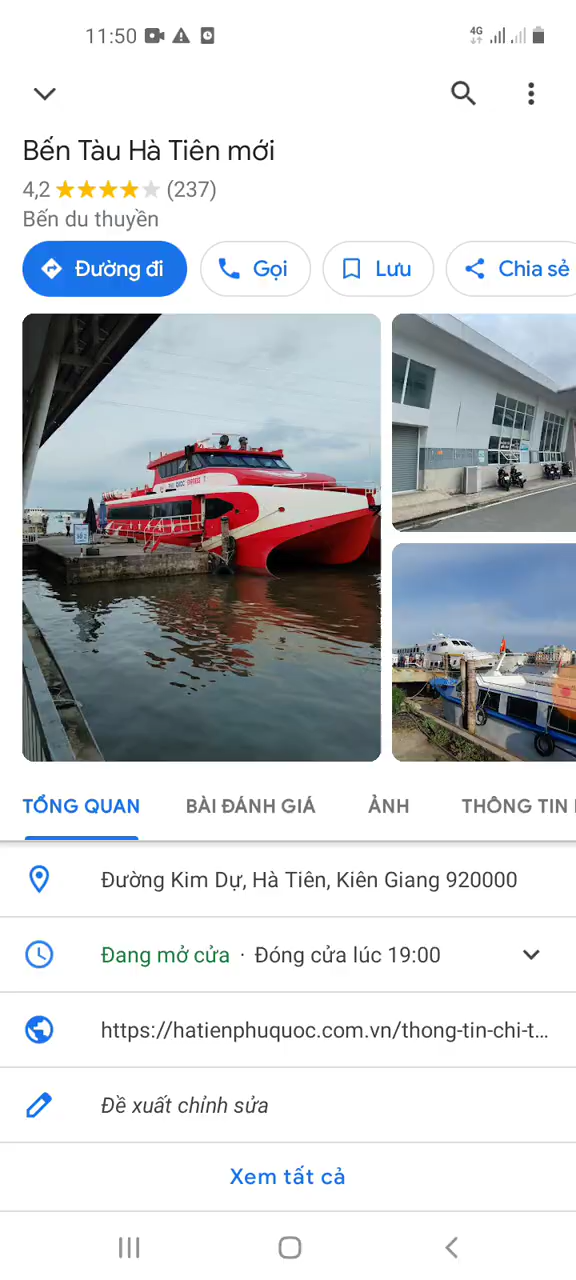 11:50
4G
Bến Tàu Hà Tiên mới
4,2 (237)
Bến du thuyền
Đường đi
Gọi
Lưu
Chia sẻ
TỔNG QUAN
BÀI ĐÁNH GIÁ
ẢNH
THÔNG TIN
Đường Kim Dự, Hà Tiên, Kiên Giang 920000
Đang mở cửa · Đóng cửa lúc 19:00
https://hatienphuquoc.com.vn/thong-tin-chi-t...
Đề xuất chỉnh sửa
Xem tất cả